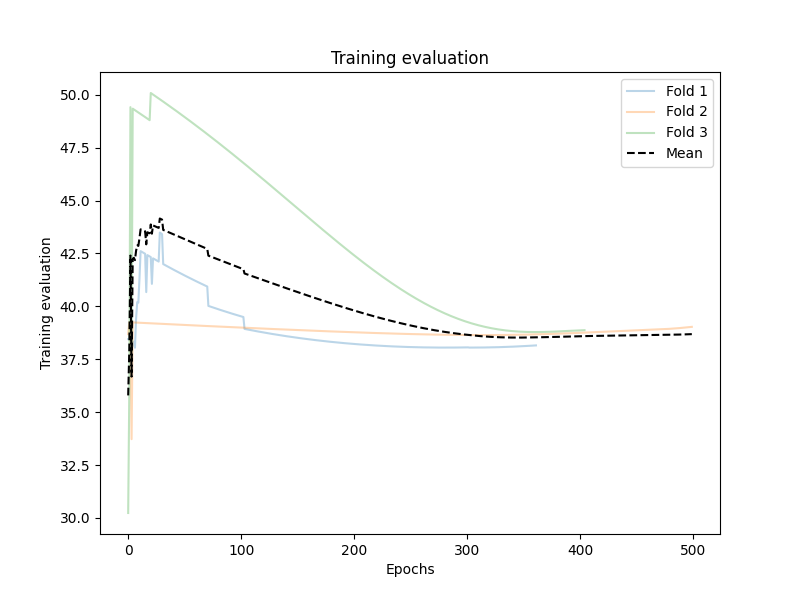 Training evaluation
Fold 1
Fold 2
Fold 3
Mean
Training evaluation
50.0
47.5
45.0
42.5
40.0
37.5
35.0
32.5
30.0
0 100 200 300 400 500
Epochs